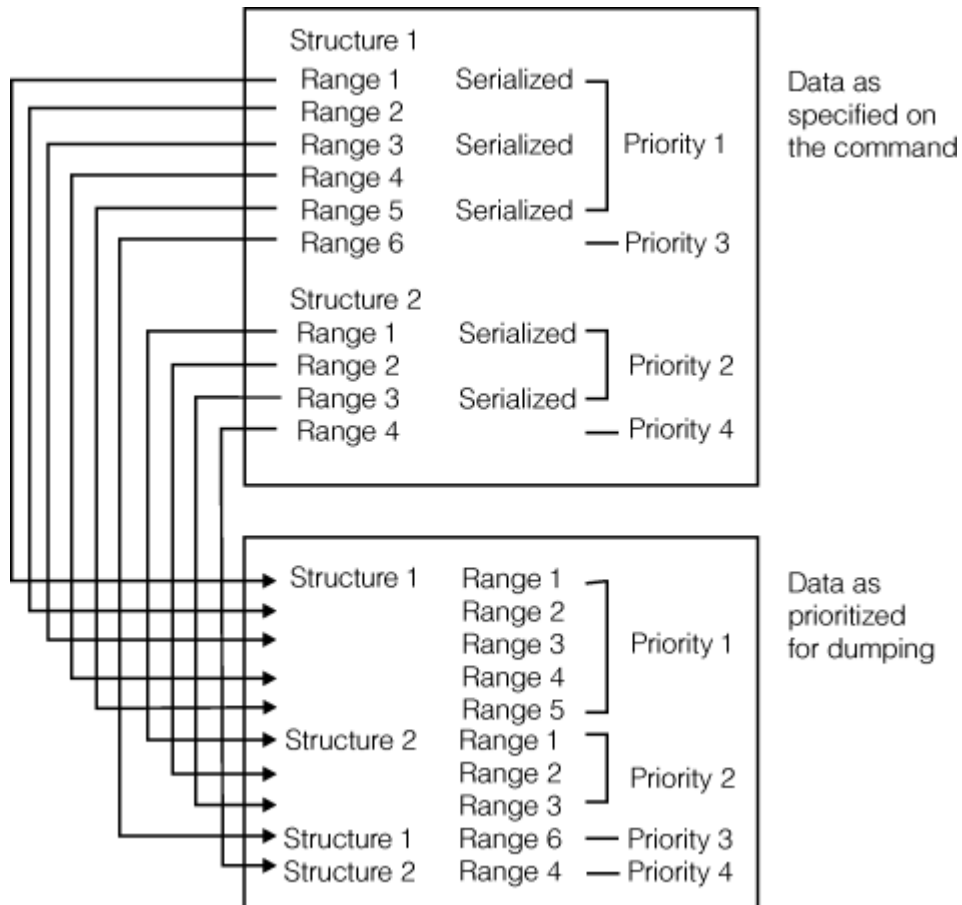 Structure 1
Range 1 Serialized
Range 2
Range 3 Serialized Priority 1
Range 4
Range 5 Serialized
Range 6 Priority 3
Structure 2
Range 1 Serialized
Range 2 Priority 2
Range 3 Serialized
Range 4 Priority 4
Data as
specified on
the command
Structure 1 Range 1
Range 2
Range 3 Priority 1
Range 4
Range 5
Structure 2 Range 1
Range 2 Priority 2
Range 3
Structure 1 Range 6 Priority 3
Structure 2 Range 4 Priority 4
Data as
prioritized
for dumping